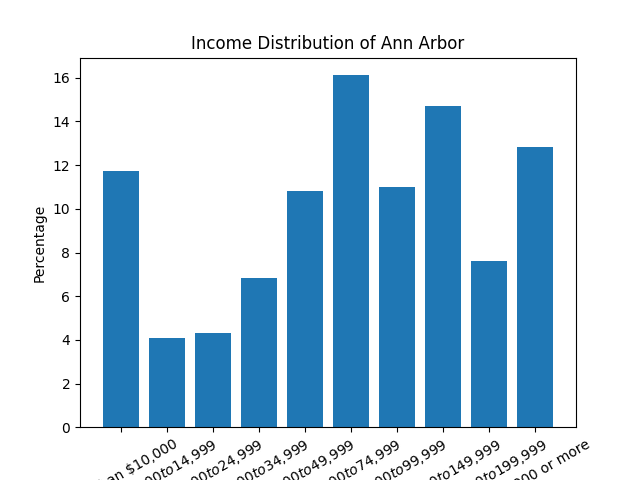 Income Distribution of Ann Arbor
Percentage
16
14
12
10
8
6
4
2
0
an $10,000
00to14,999
00to24,999
00to34,999
00to49,999
00to74,999
00to99,999
0to149,999
0to199,999
000 or more